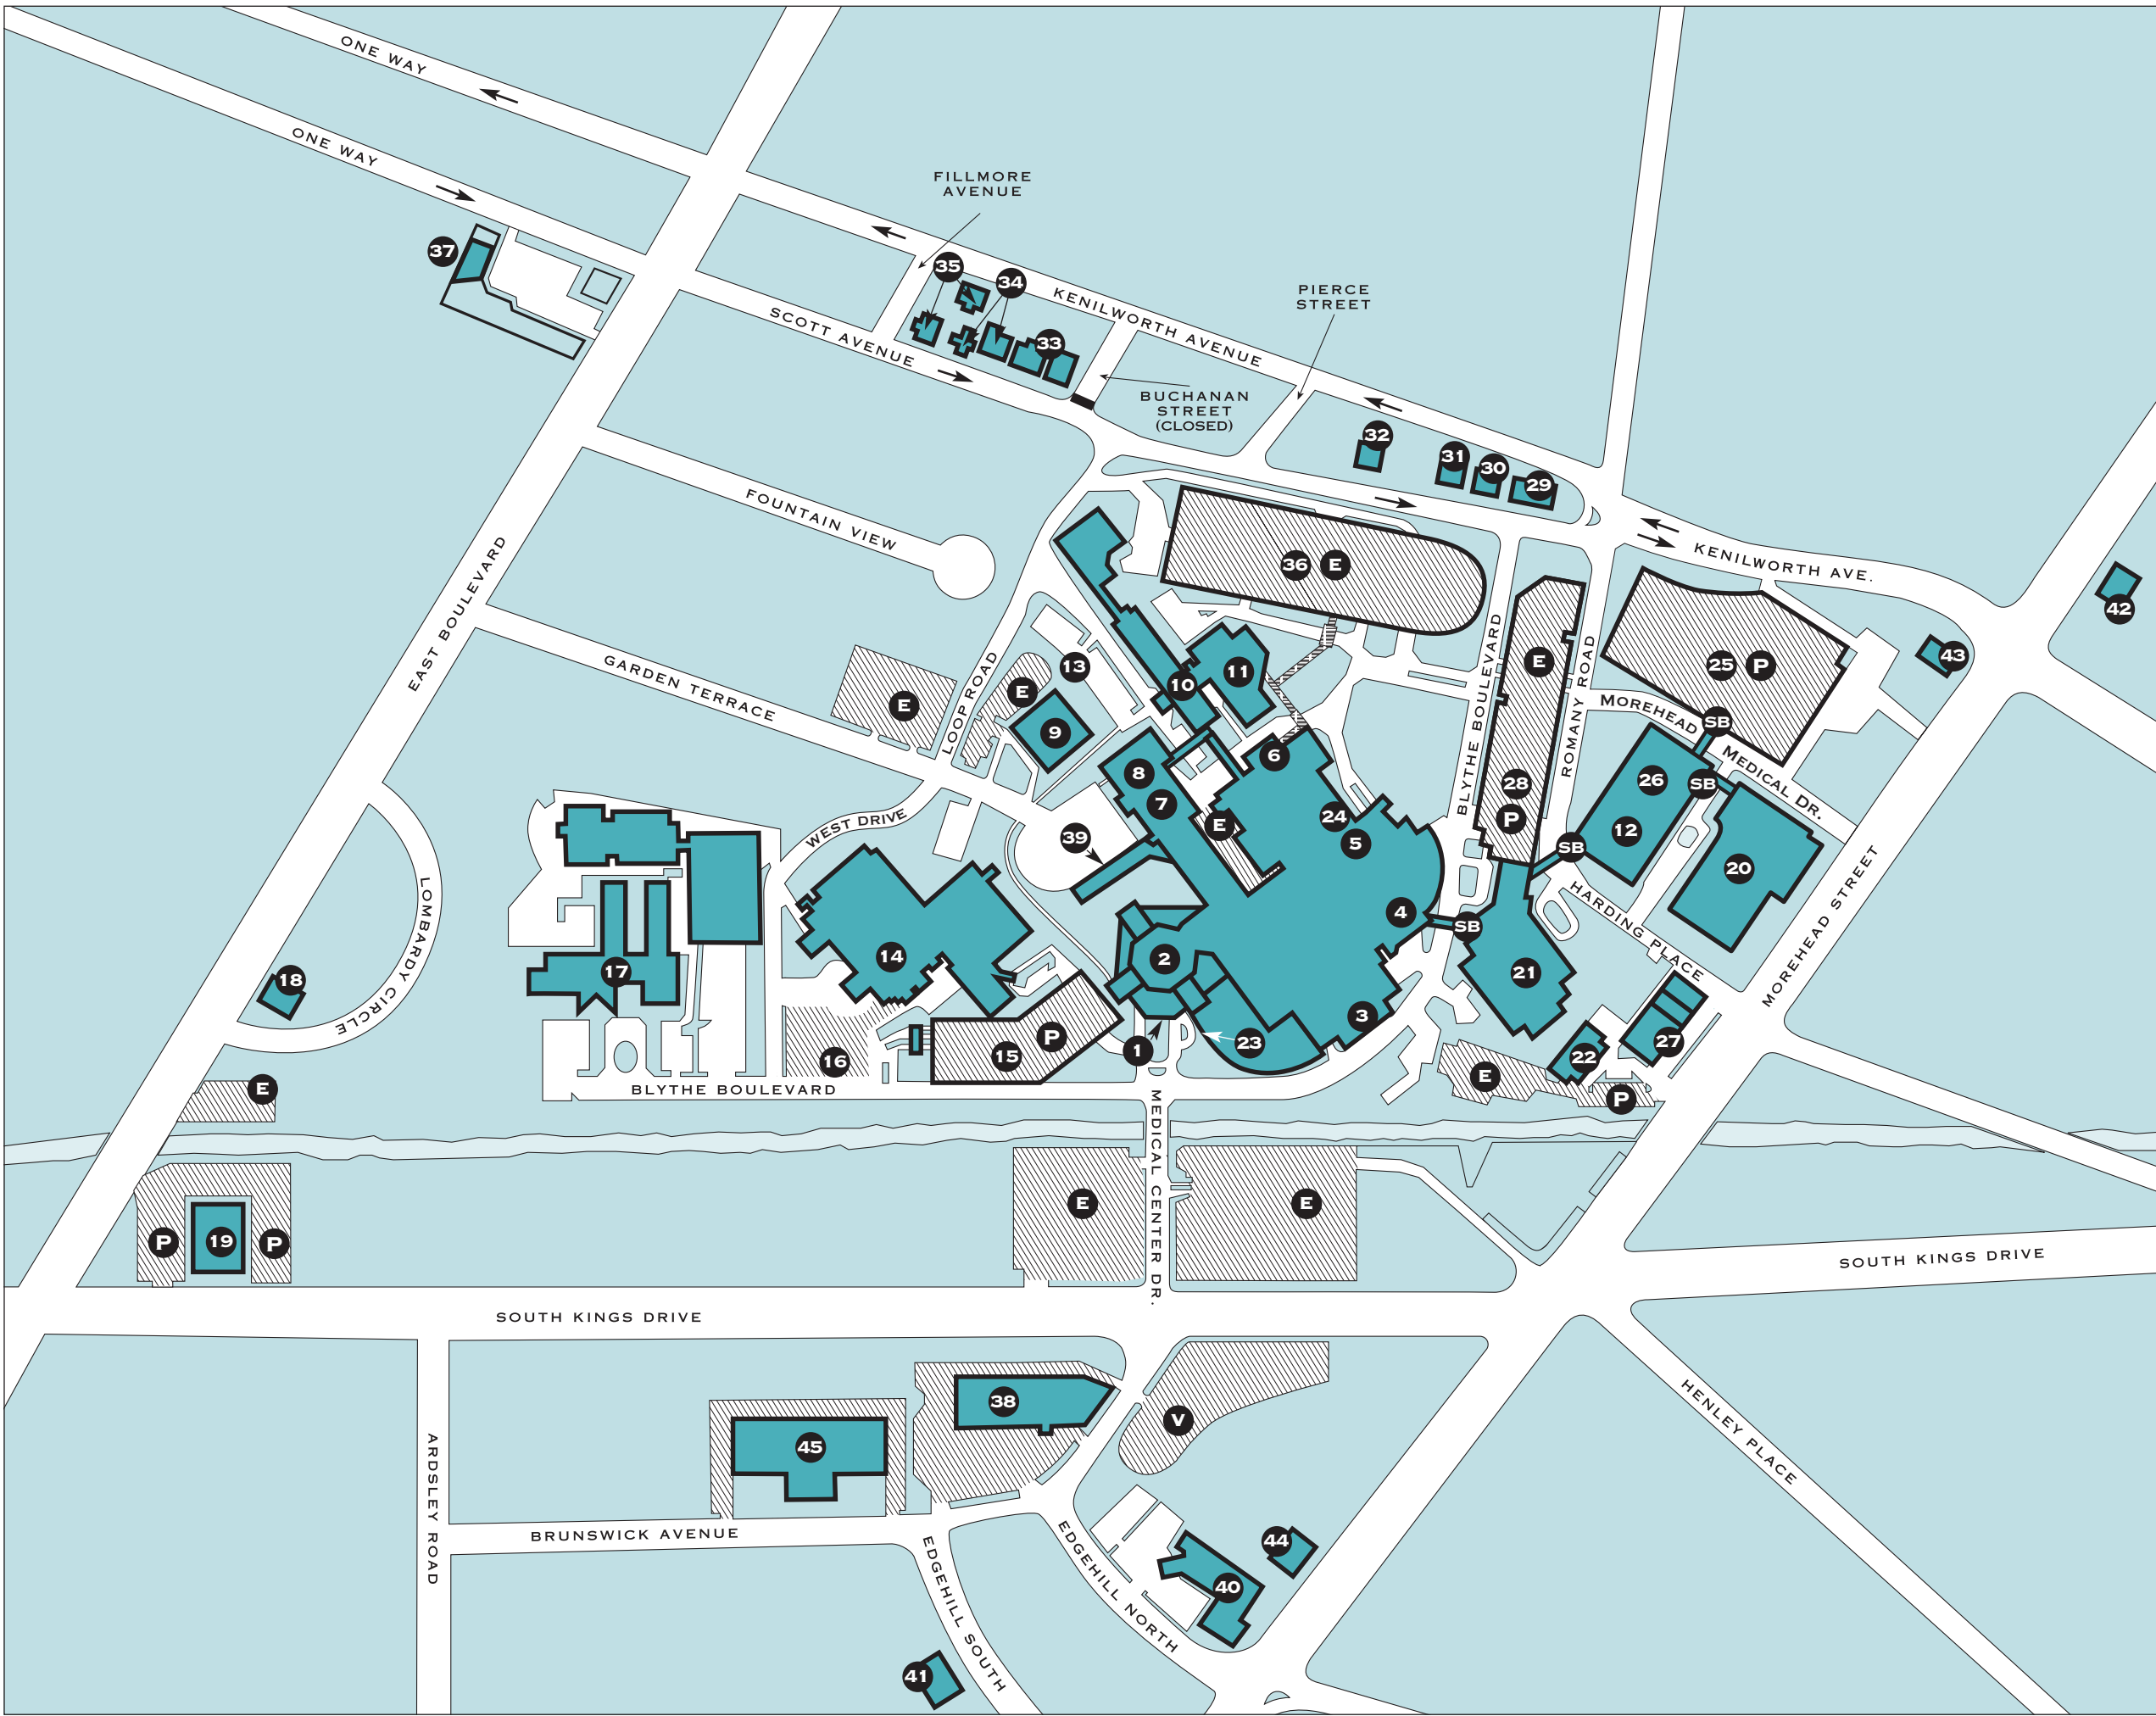 ONE WAY
ONE WAY
FILLMORE
AVENUE
37
35
34
KENILWORTH AVENUE
PIERCE
STREET
SCOTT AVENUE
33
BUCHANAN
STREET
(CLOSED)
32
31
30
29
FOUNTAIN VIEW
EAST BOULEVARD
36
E
KENILWORTH AVE.
42
43
GARDEN TERRACE
LOOP ROAD
E
E
13
9
10
11
BLYTHE BOULEVARD
E
ROMANY ROAD
25
P
MOREHEAD
MEDICAL DR.
SB
SB
SB
SB
8
7
6
E
24
5
28
P
26
12
20
WEST DRIVE
39
4
HARDING PLACE
MOREHEAD STREET
LOMBARDY CIRCLE
18
17
14
2
21
3
16
15
P
1
23
22
27
E
P
E
BLYTHE BOULEVARD
MEDICAL CENTER DR.
E
E
P
19
P
SOUTH KINGS DRIVE
SOUTH KINGS DRIVE
38
V
45
HENLEY PLACE
ARDSLEY ROAD
BRUNSWICK AVENUE
EDGEHILL SOUTH
EDGEHILL NORTH
44
40
41